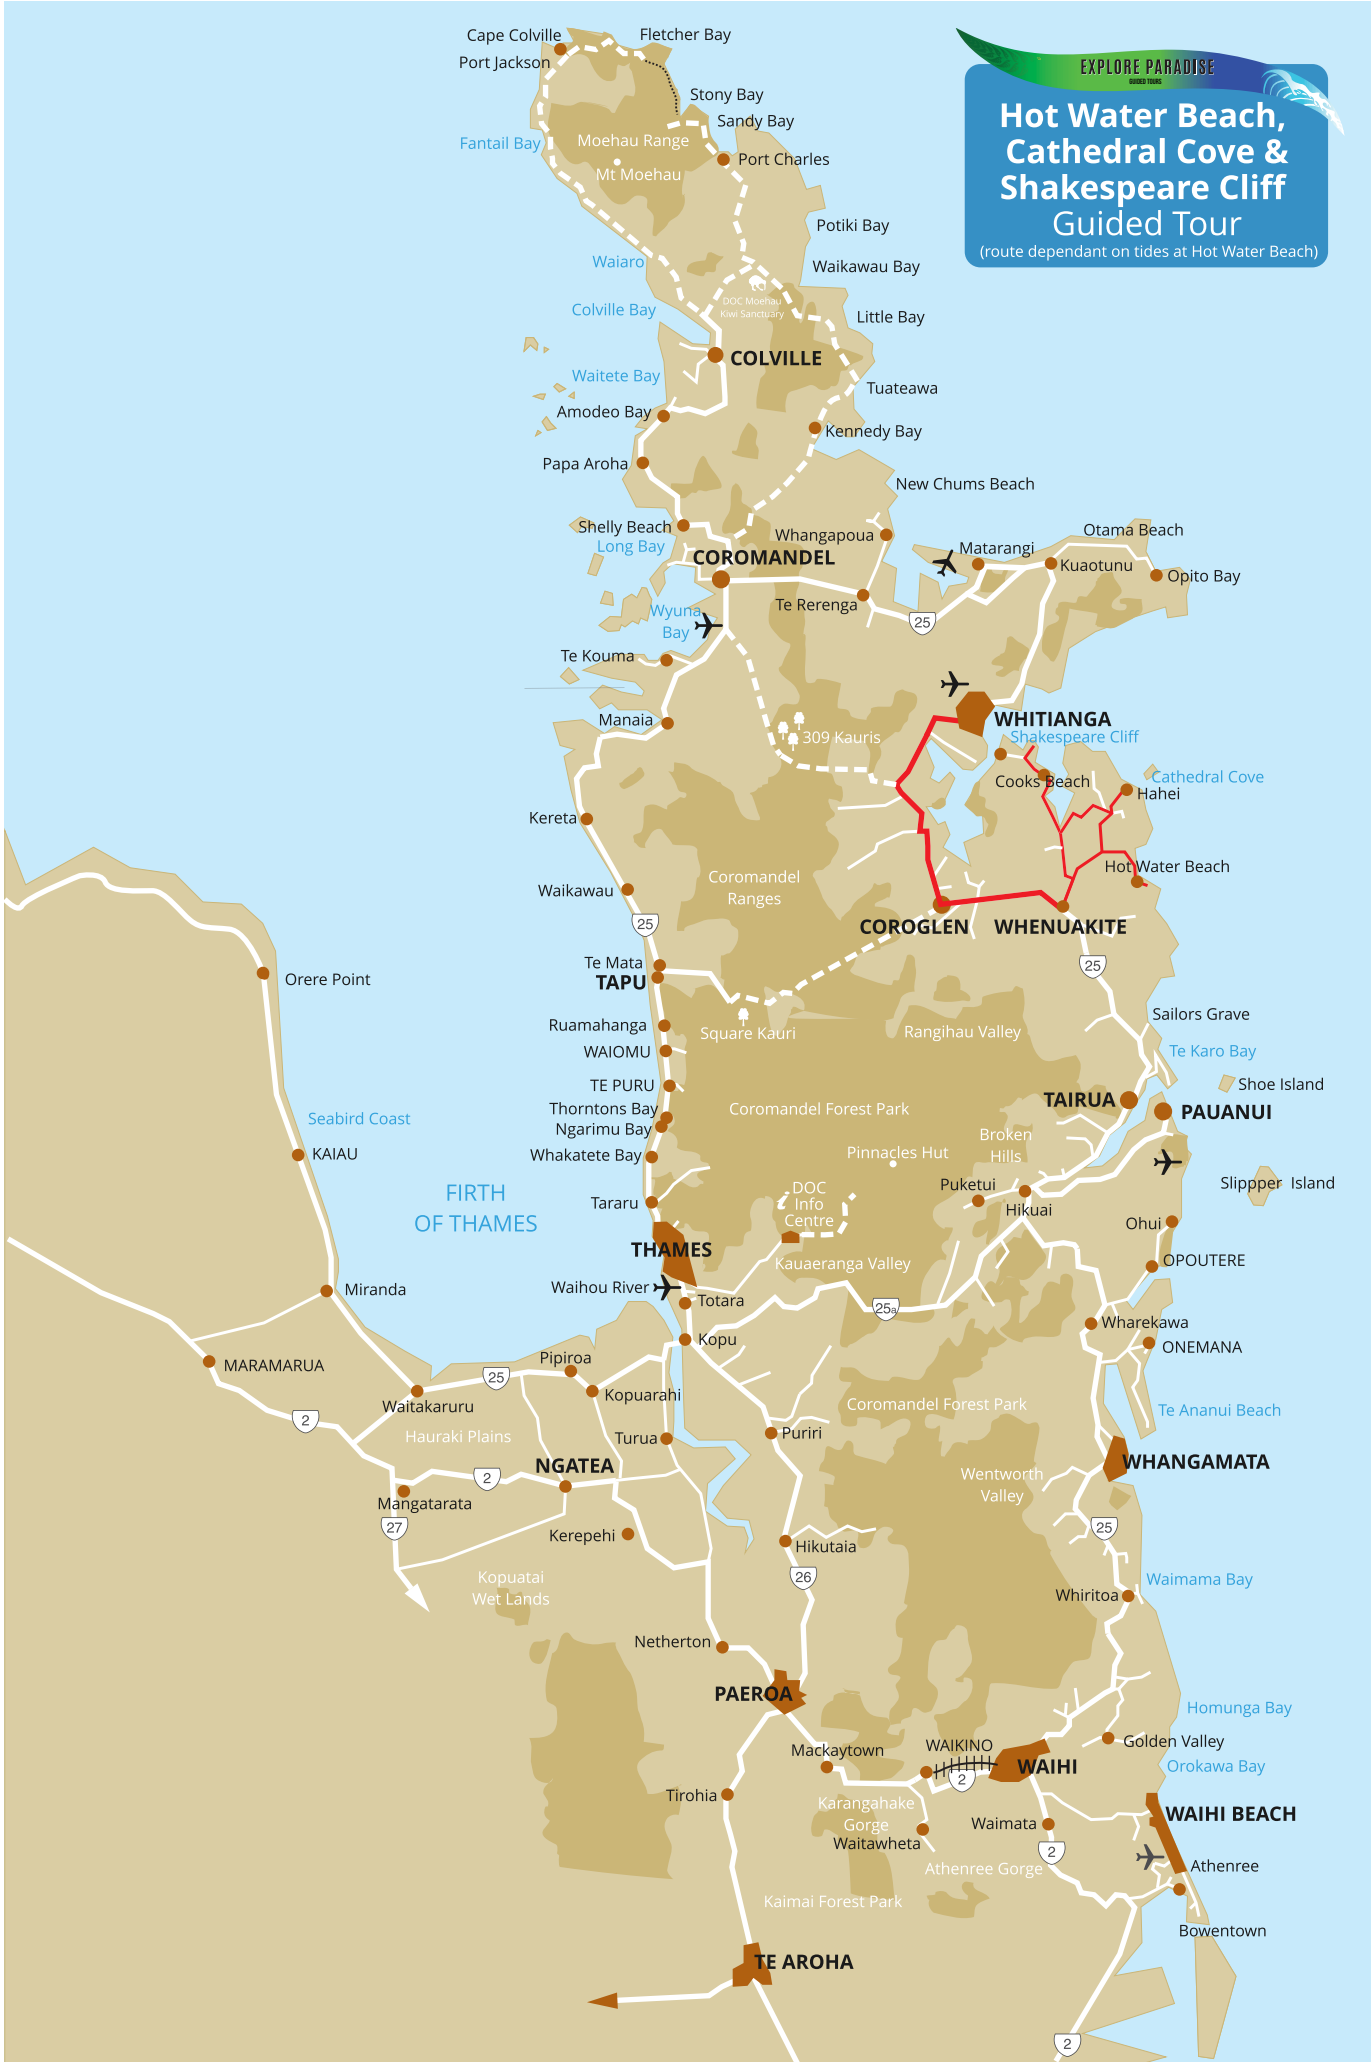 EXPLORE PARADISE
GUIDED TOURS
Hot Water Beach,
Cathedral Cove &
Shakespeare Cliff
Guided Tour
(route dependant on tides at Hot Water Beach)
Cape Colville
Fletcher Bay
Port Jackson
Stony Bay
Sandy Bay
Fantail Bay
Moehau Range
Port Charles
Mt Moehau
Potiki Bay
Waiaro
Waikawau Bay
DOC Moehau
Kiwi Sanctuary
Colville Bay
Little Bay
COLVILLE
Waitete Bay
Tuateawa
Amodeo Bay
Kennedy Bay
Papa Aroha
New Chums Beach
Shelly Beach
Whangapoua
Otama Beach
Long Bay
Matarangi
COROMANDEL
Kuaotunu
Opito Bay
Te Rerenga
Wyuna
Bay
25
Te Kouma
Manaia
WHITIANGA
309 Kauris
Shakespeare Cliff
Cooks Beach
Cathedral Cove
Hahei
Kereta
Hot Water Beach
Coromandel
Ranges
Waikawau
25
COROGLEN
WHENUAKITE
Te Mata
25
TAPU
Orere Point
Sailors Grave
Ruamahanga
Square Kauri
Rangihau Valley
WAIOMU
Te Karo Bay
TE PURU
Shoe Island
TAIRUA
Thorntons Bay
Coromandel Forest Park
PAUANUI
Seabird Coast
Ngarimu Bay
Broken
Hills
KAIAU
Whakatete Bay
Pinnacles Hut
FIRTH
OF THAMES
DOC
Info
Centre
Puketui
Slippper Island
Tararu
Hikuai
Ohui
THAMES
Kauaeranga Valley
OPOUTERE
Waihou River
Miranda
Totara
25a
Wharekawa
Kopu
ONEMANA
MARAMARUA
Pipiroa
25
Kopuarahi
Waitakaruru
Coromandel Forest Park
Te Ananui Beach
2
Hauraki Plains
Turua
Puriri
NGATEA
WHANGAMATA
2
Wentworth
Valley
Mangatarata
27
Kerepehi
25
Hikutaia
Kopuatai
Wet Lands
26
Waimama Bay
Whiritoa
Netherton
PAEROA
Homunga Bay
Mackaytown
WAIKINO
Golden Valley
WAIHI
Orokawa Bay
2
Tirohia
Karangahake
Gorge
WAIHI BEACH
Waimata
Waitawheta
2
Athenree Gorge
Athenree
Kaimai Forest Park
Bowentown
TE AROHA
2